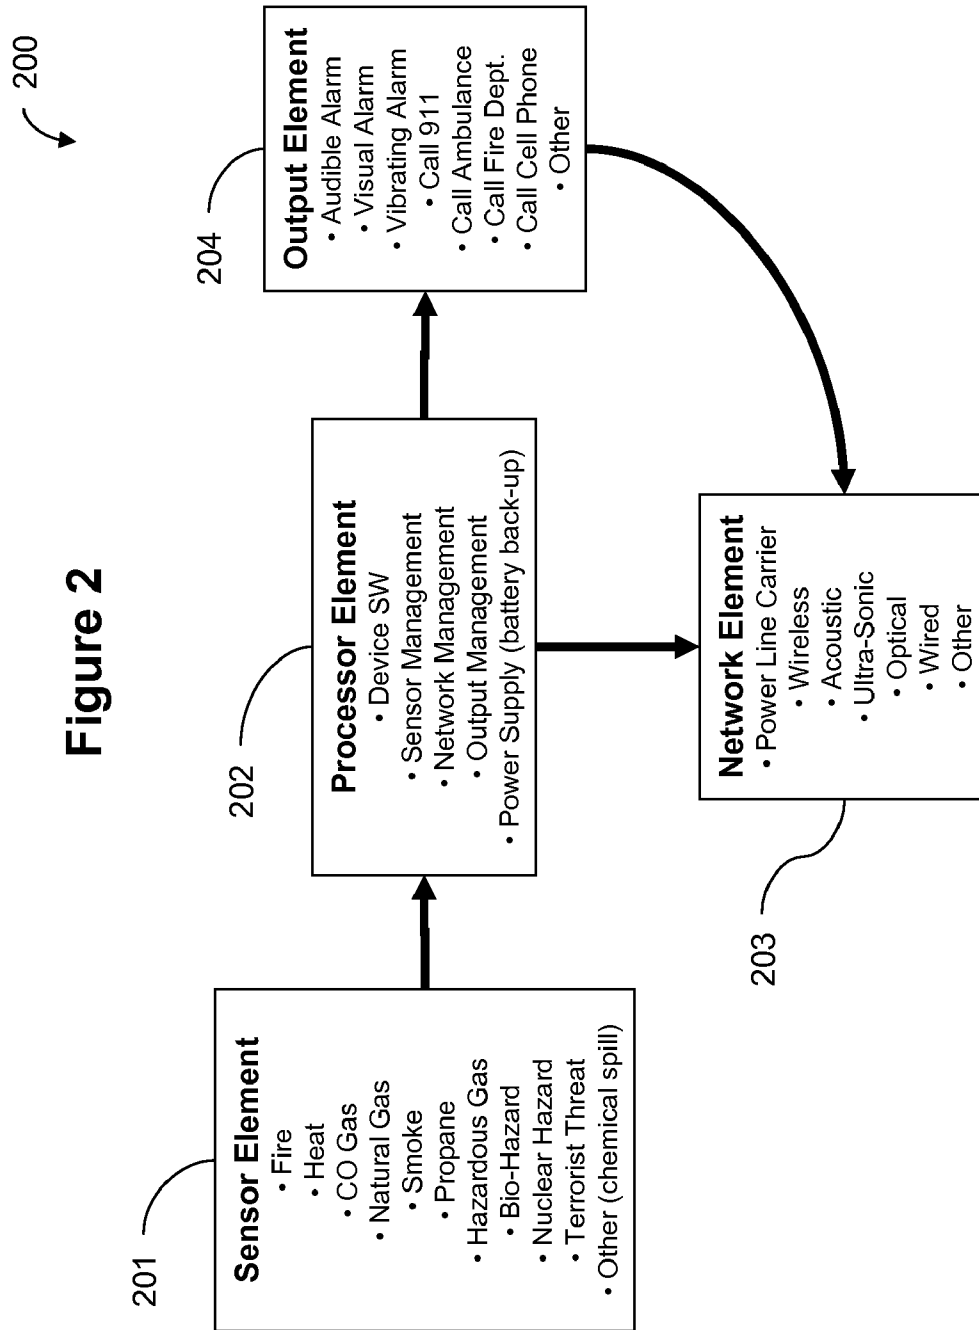 Figure 2
200
201
Sensor Element
• Fire
• Heat
• CO Gas
• Natural Gas
• Smoke
• Propane
• Hazardous Gas
• Bio-Hazard
• Nuclear Hazard
• Terrorist Threat
• Other (chemical spill)
202
Processor Element
• Device SW
• Sensor Management
• Network Management
• Output Management
• Power Supply (battery back-up)
204
Output Element
• Audible Alarm
• Visual Alarm
• Vibrating Alarm
• Call 911
• Call Ambulance
• Call Fire Dept.
• Call Cell Phone
• Other
203
Network Element
• Power Line Carrier
• Wireless
• Acoustic
• Ultra-Sonic
• Optical
• Wired
• Other